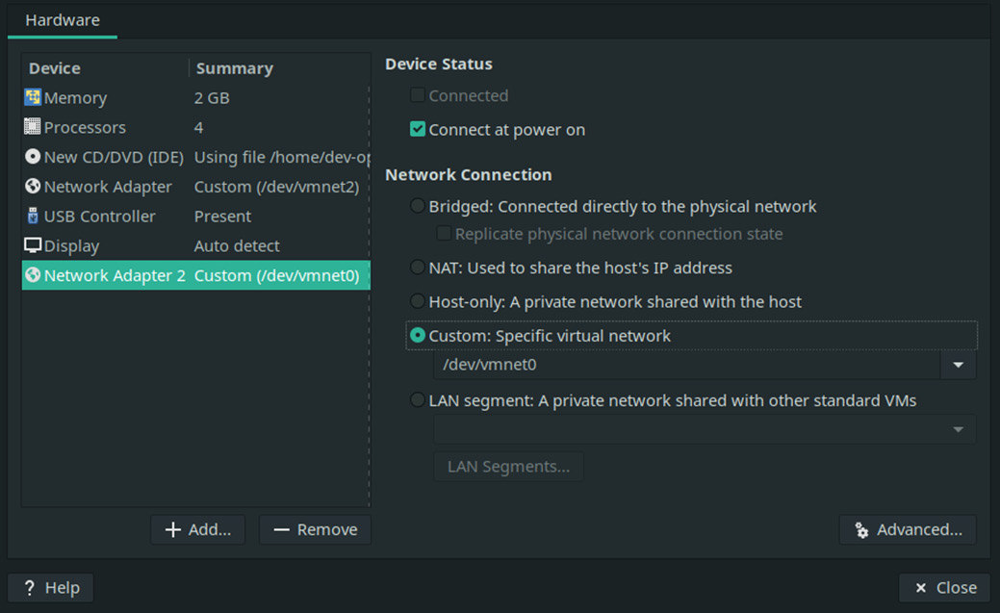 Hardware
Device Summary
Memory 2 GB
Processors 4
New CD/DVD (IDE) Using file /home/dev-op
Network Adapter Custom (/dev/vmnet2)
USB Controller Present
Display Auto detect
Network Adapter 2 Custom (/dev/vmnet0)
+ Add...
− Remove
Device Status
Connected
Connect at power on
Network Connection
Bridged: Connected directly to the physical network
Replicate physical network connection state
NAT: Used to share the host's IP address
Host-only: A private network shared with the host
Custom: Specific virtual network
/dev/vmnet0
LAN segment: A private network shared with other standard VMs
LAN Segments...
Advanced...
? Help
× Close